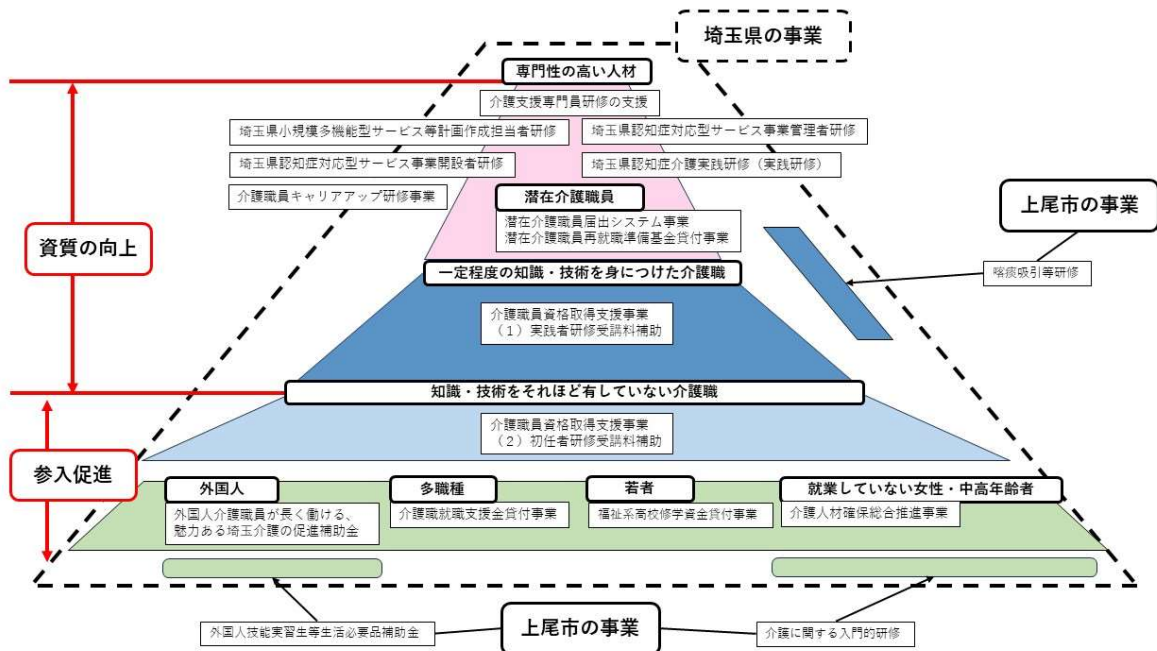 埼玉県の事業
専門性の高い人材
介護支援専門員研修の支援
埼玉県小規模多機能型サービス等計画作成担当者研修
埼玉県認知症対応型サービス事業管理者研修
埼玉県認知症対応型サービス事業開設者研修
埼玉県認知症介護実践研修（実践研修）
介護職員キャリアアップ研修事業
潜在介護職員
潜在介護職員届出システム事業
潜在介護職員再就職準備基金貸付事業
上尾市の事業
喀痰吸引等研修
資質の向上
一定程度の知識・技術を身につけた介護職
介護職員資格取得支援事業
（１）実践者研修受講料補助
知識・技術をそれほど有していない介護職
介護職員資格取得支援事業
（２）初任者研修受講料補助
参入促進
外国人
外国人介護職員が長く働ける、
魅力ある埼玉介護の促進補助金
多職種
介護職就職支援金貸付事業
若者
福祉系高校修学資金貸付事業
就業していない女性・中高年齢者
介護人材確保総合推進事業
外国人技能実習生等生活必要品補助金
上尾市の事業
介護に関する入門的研修